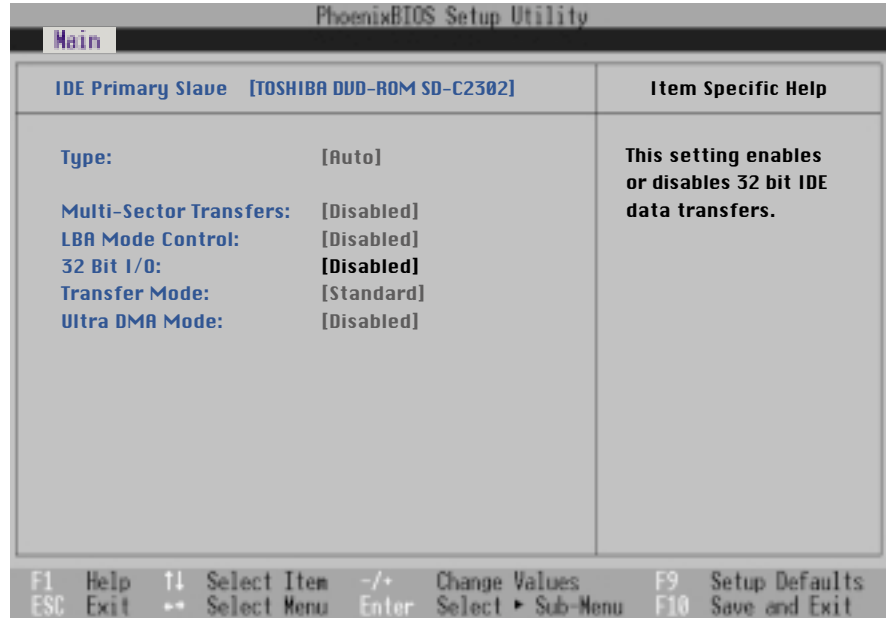 PhoenixBIOS Setup Utility
Main
IDE Primary Slave [TOSHIBA DVD-ROM SD-C2302]
Item Specific Help
Type: [Auto]
Multi-Sector Transfers: [Disabled]
LBA Mode Control: [Disabled]
32 Bit I/O: [Disabled]
Transfer Mode: [Standard]
Ultra DMA Mode: [Disabled]
This setting enables
or disables 32 bit IDE
data transfers.
F1 Help ↑↓ Select Item -/+ Change Values F9 Setup Defaults
ESC Exit ←→ Select Menu Enter Select ▸ Sub-Menu F10 Save and Exit